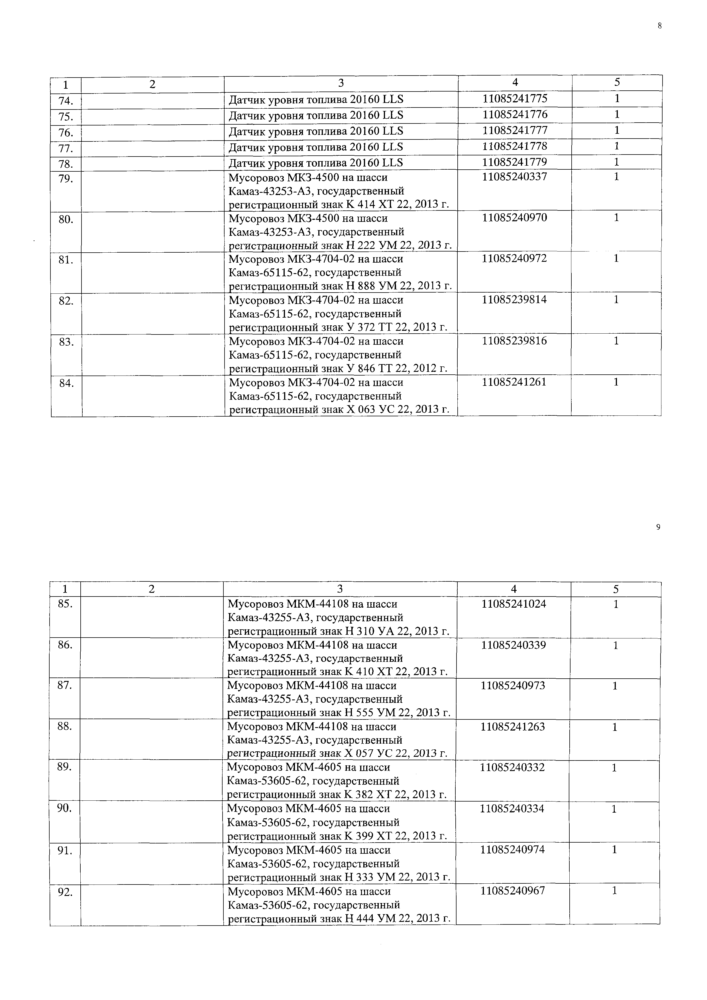 8
1 2 3 4 5
74. Датчик уровня топлива 20160 LLS 11085241775 1
75. Датчик уровня топлива 20160 LLS 11085241776 1
76. Датчик уровня топлива 20160 LLS 11085241777 1
77. Датчик уровня топлива 20160 LLS 11085241778 1
78. Датчик уровня топлива 20160 LLS 11085241779 1
79. Мусоровоз МКЗ-4500 на шасси 11085240337 1
Камаз-43253-А3, государственный
регистрационный знак К 414 ХТ 22, 2013 г.
80. Мусоровоз МКЗ-4500 на шасси 11085240970 1
Камаз-43253-А3, государственный
регистрационный знак Н 222 УМ 22, 2013 г.
81. Мусоровоз МКЗ-4704-02 на шасси 11085240972 1
Камаз-65115-62, государственный
регистрационный знак Н 888 УМ 22, 2013 г.
82. Мусоровоз МКЗ-4704-02 на шасси 11085239814 1
Камаз-65115-62, государственный
регистрационный знак У 372 ТТ 22, 2013 г.
83. Мусоровоз МКЗ-4704-02 на шасси 11085239816 1
Камаз-65115-62, государственный
регистрационный знак У 846 ТТ 22, 2012 г.
84. Мусоровоз МКЗ-4704-02 на шасси 11085241261 1
Камаз-65115-62, государственный
регистрационный знак Х 063 УС 22, 2013 г.
9
1 2 3 4 5
85. Мусоровоз МКМ-44108 на шасси 11085241024 1
Камаз-43255-А3, государственный
регистрационный знак Н 310 УА 22, 2013 г.
86. Мусоровоз МКМ-44108 на шасси 11085240339 1
Камаз-43255-А3, государственный
регистрационный знак К 410 ХТ 22, 2013 г.
87. Мусоровоз МКМ-44108 на шасси 11085240973 1
Камаз-43255-А3, государственный
регистрационный знак Н 555 УМ 22, 2013 г.
88. Мусоровоз МКМ-44108 на шасси 11085241263 1
Камаз-43255-А3, государственный
регистрационный знак Х 057 УС 22, 2013 г.
89. Мусоровоз МКМ-4605 на шасси 11085240332 1
Камаз-53605-62, государственный
регистрационный знак К 382 ХТ 22, 2013 г.
90. Мусоровоз МКМ-4605 на шасси 11085240334 1
Камаз-53605-62, государственный
регистрационный знак К 399 ХТ 22, 2013 г.
91. Мусоровоз МКМ-4605 на шасси 11085240974 1
Камаз-53605-62, государственный
регистрационный знак Н 333 УМ 22, 2013 г.
92. Мусоровоз МКМ-4605 на шасси 11085240967 1
Камаз-53605-62, государственный
регистрационный знак Н 444 УМ 22, 2013 г.